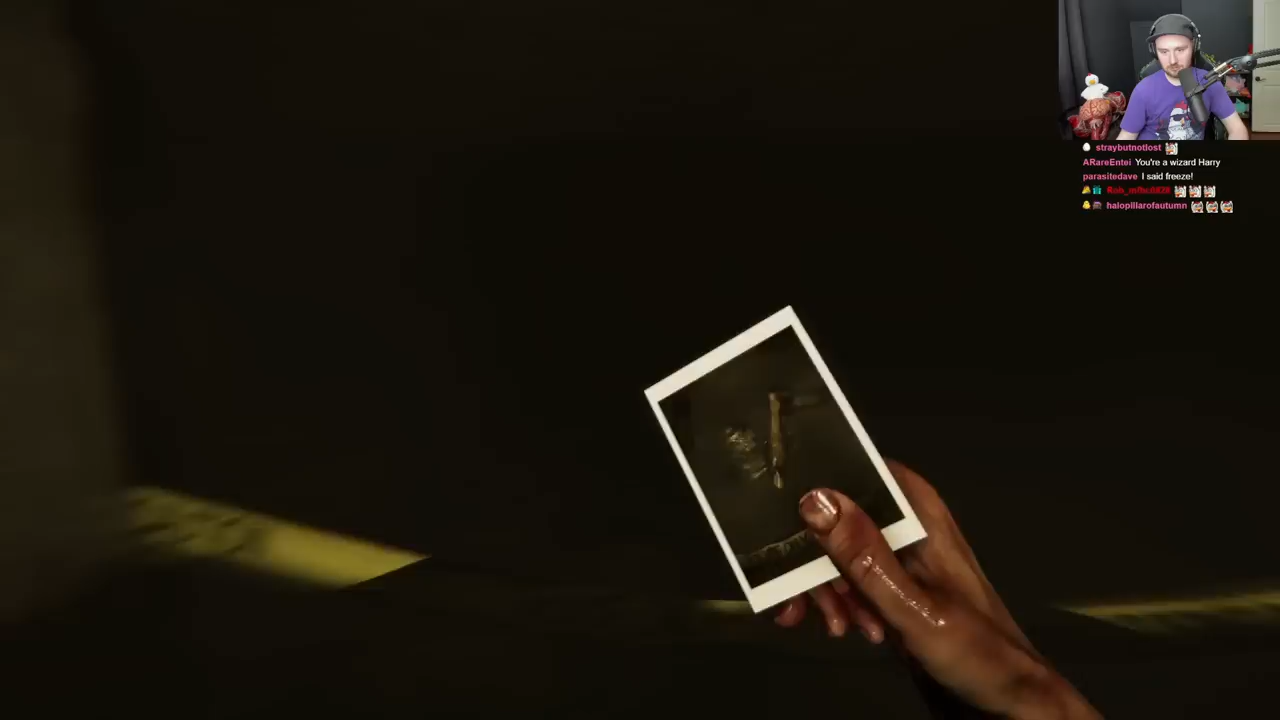 straybutnotlost
ARareEntei You're a wizard Harry
parasitedave I said freeze!
halopillarofautumn